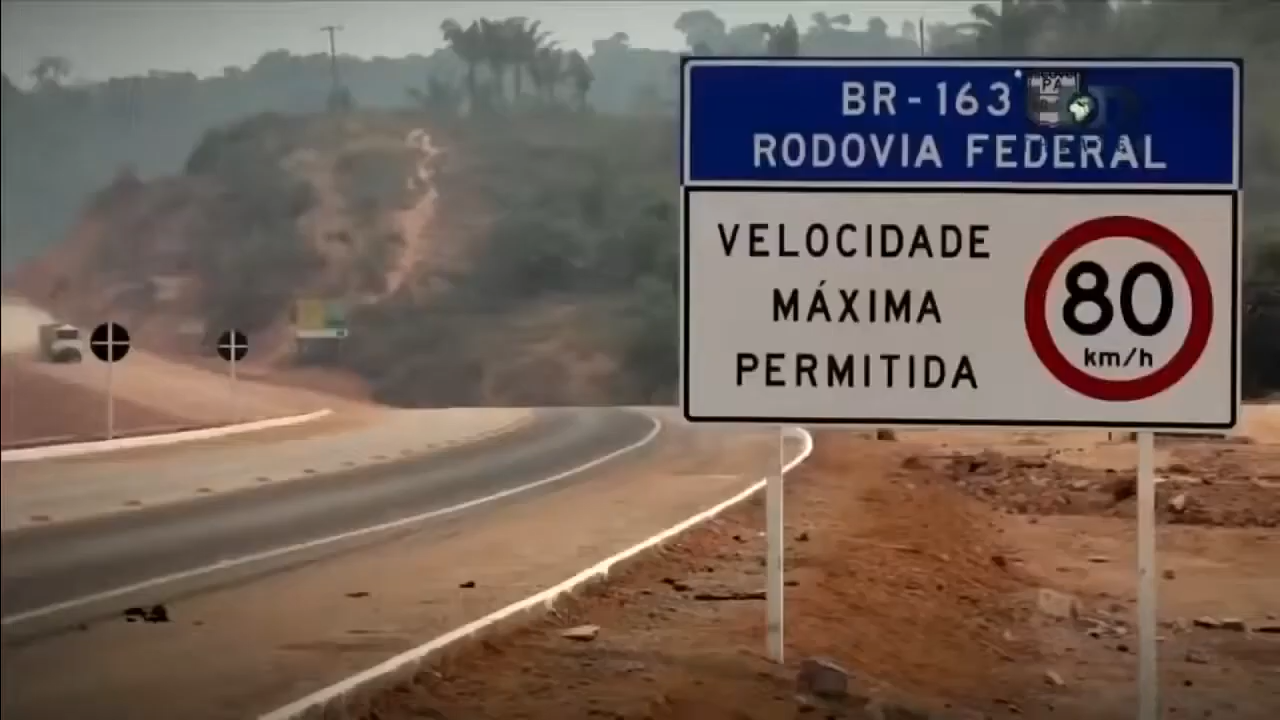 BR-163
RODOVIA FEDERAL
VELOCIDADE
MÁXIMA
PERMITIDA
80
km/h